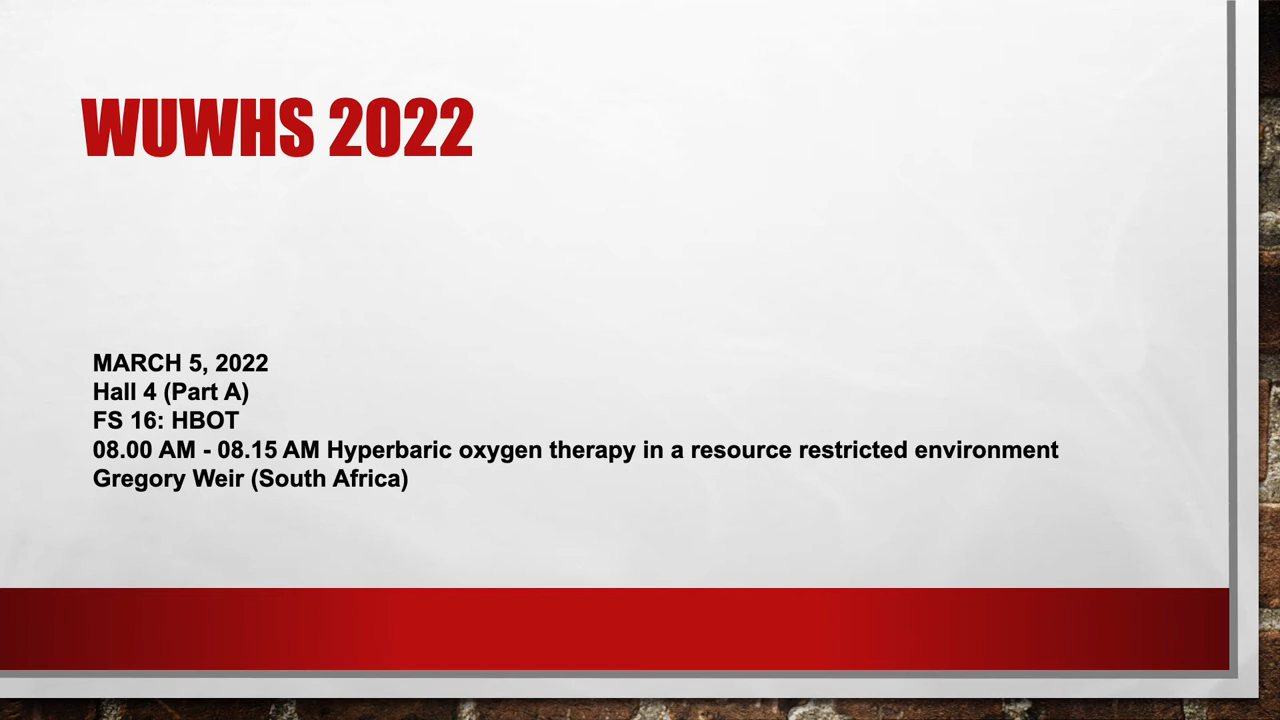 WUWHS 2022
MARCH 5, 2022
Hall 4 (Part A)
FS 16: HBOT
08.00 AM - 08.15 AM Hyperbaric oxygen therapy in a resource restricted environment
Gregory Weir (South Africa)